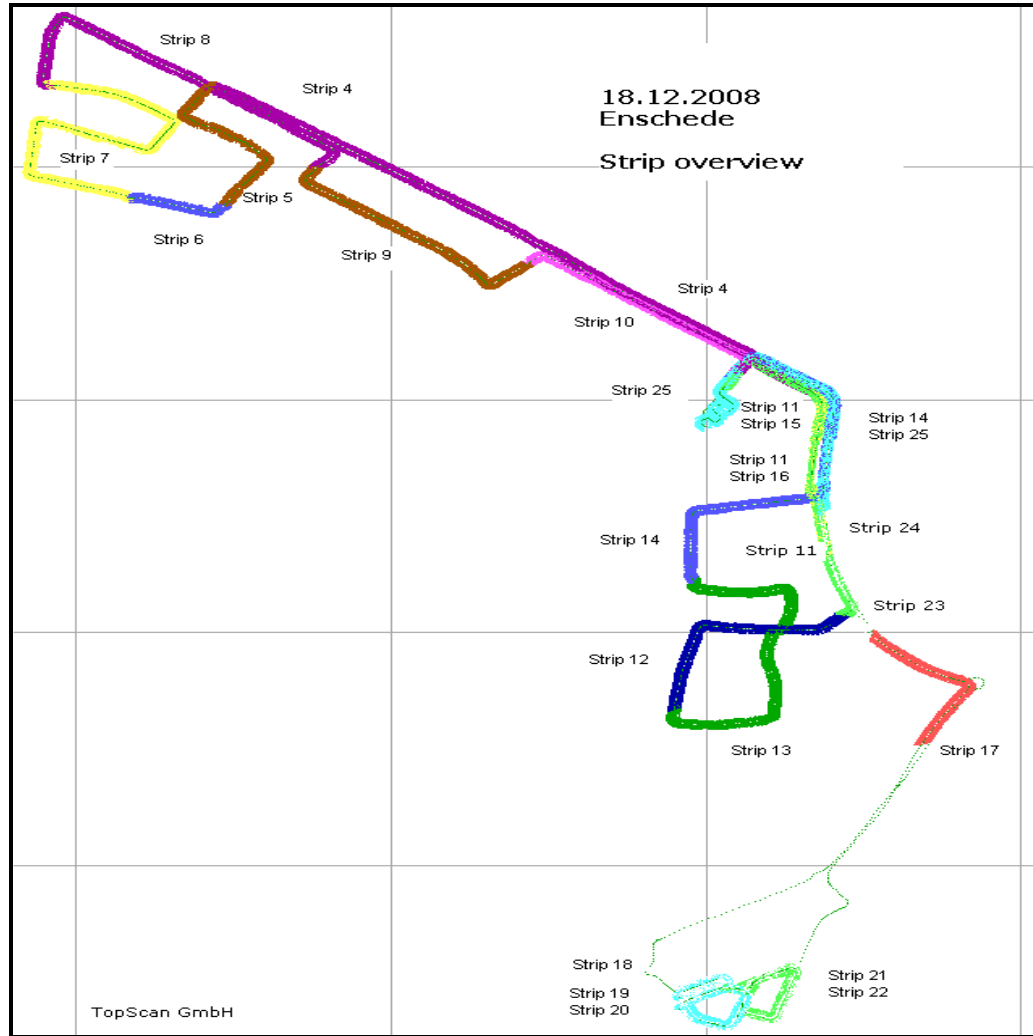 Strip 8
Strip 4
18.12.2008
Enschede
Strip overview
Strip 7
Strip 5
Strip 6
Strip 9
Strip 4
Strip 10
Strip 25
Strip 11
Strip 15
Strip 14
Strip 25
Strip 11
Strip 16
Strip 24
Strip 14
Strip 11
Strip 23
Strip 12
Strip 13
Strip 17
Strip 18
Strip 19
Strip 20
Strip 21
Strip 22
TopScan GmbH